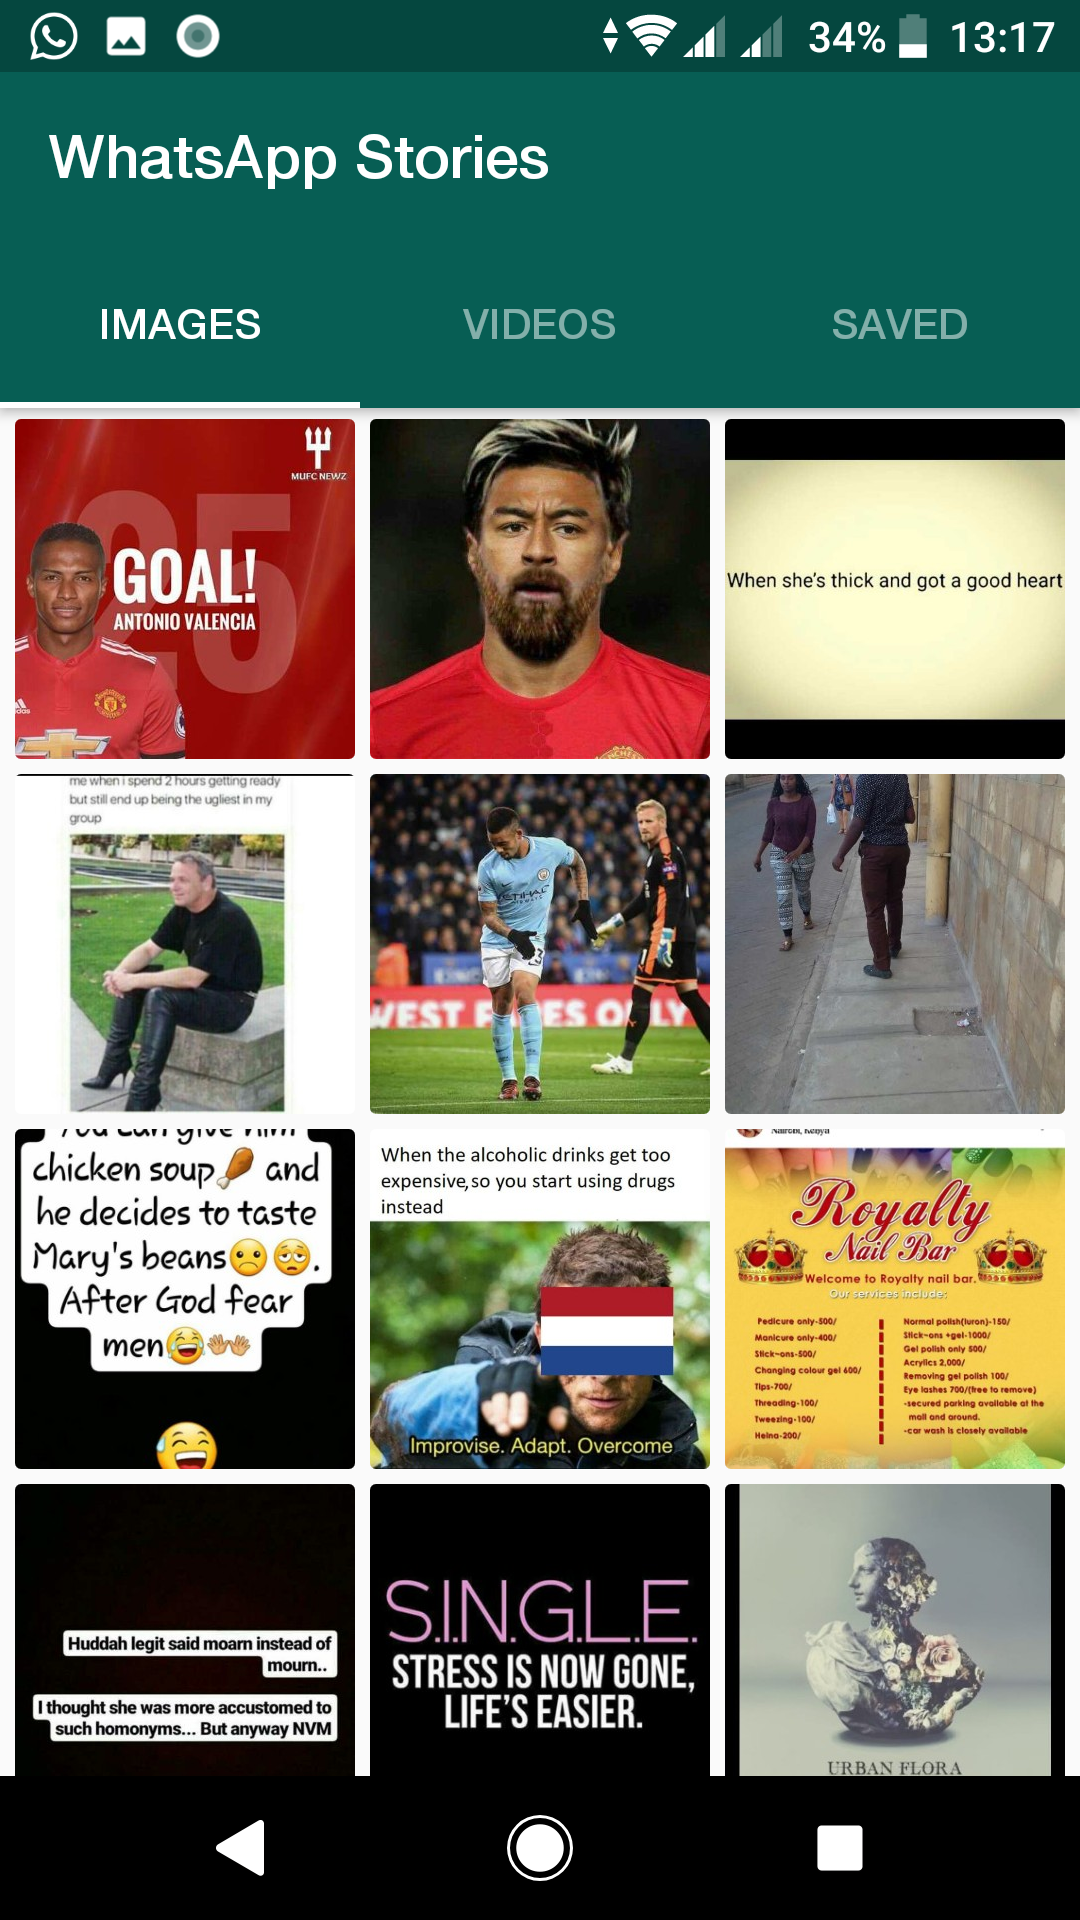 34% 13:17
WhatsApp Stories
IMAGES VIDEOS SAVED
MUFC NEWZ
25
GOAL!
ANTONIO VALENCIA
When she's thick and got a good heart
me when i spend 2 hours getting ready
but still end up being the ugliest in my
group
ETIHAD
AIRWAYS
You can give him
chicken soup🍗 and
he decides to taste
Mary's beans🙁😩.
After God fear
men😂👐👐
😅
When the alcoholic drinks get too
expensive, so you start using drugs
instead
Improvise. Adapt. Overcome
Nairobi, Kenya
Royalty
Nail Bar
Welcome to Royalty nail bar.
Our services include:
Pedicure only-500/
Manicure only-400/
Stick~ons-500/
Changing colour gel 600/
Tips-700/
Threading-100/
Tweezing-100/
Heina-200/
Normal polish(luron)-150/
Stick~ons +gel-1000/
Gel polish only 500/
Acrylics 2,000/
Removing gel polish 100/
Eye lashes 700/(free to remove)
-secured parking available at the
mall and around.
-car wash is closely available
Huddah legit said moarn instead of
mourn..
I thought she was more accustomed to
such homonyms... But anyway NVM
S.I.N.G.L.E.
STRESS IS NOW GONE,
LIFE'S EASIER.
URBAN FLORA